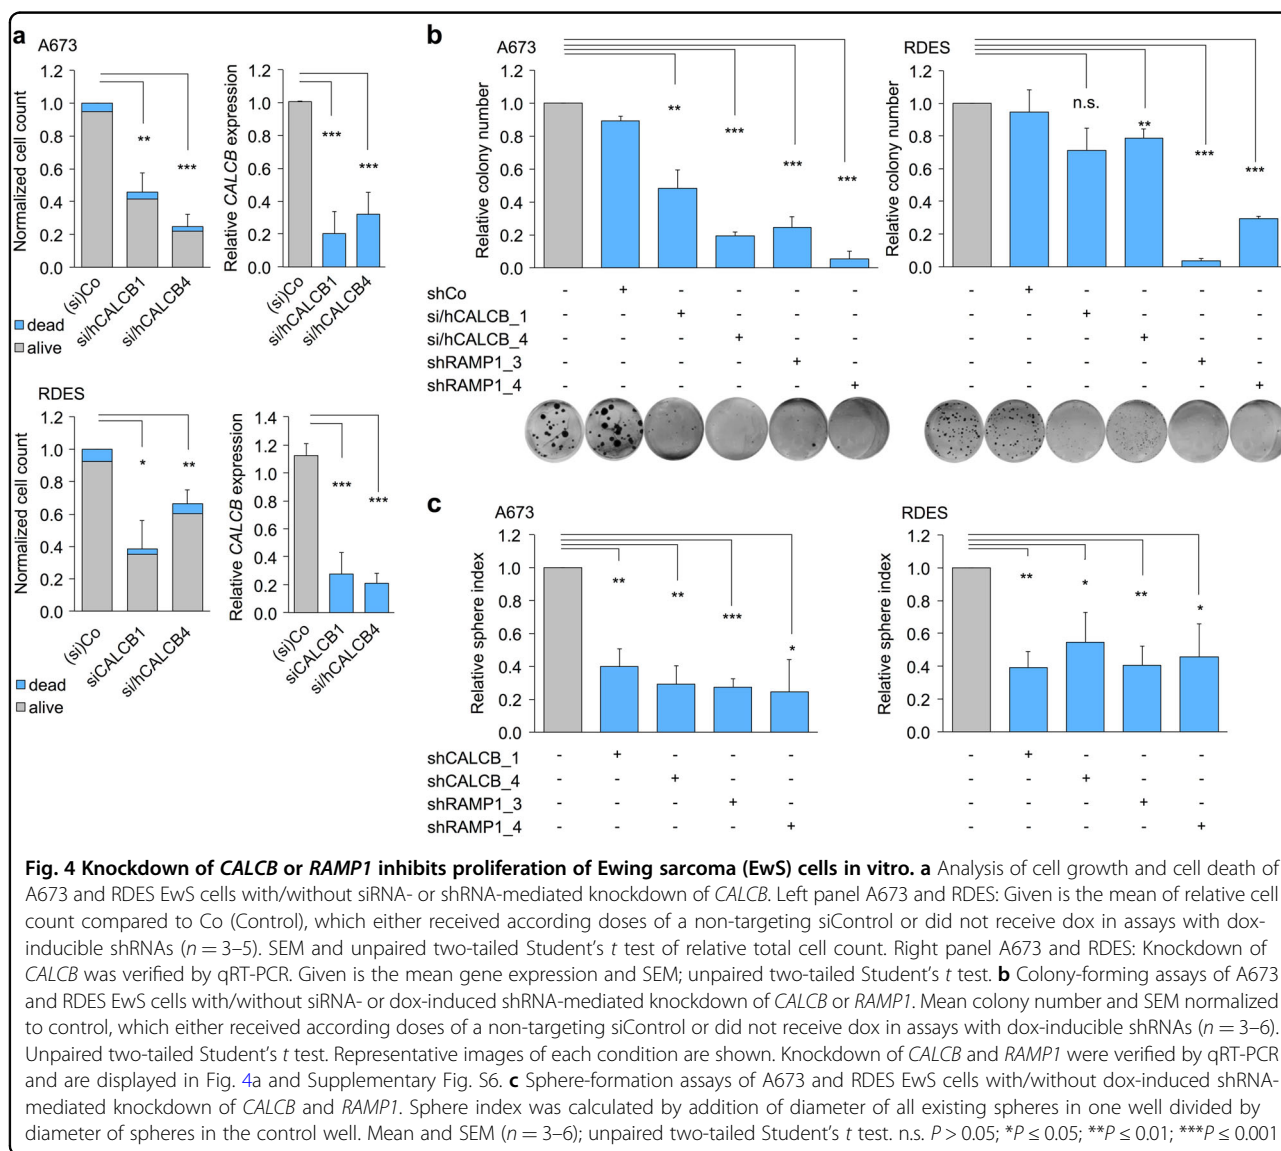 a
A673
Normalized cell count
1.2
1.0
0.8
0.6
0.4
0.2
0.0
**
***
(si)Co
si/hCALCB1
si/hCALCB4
dead
alive
Relative CALCB expression
1.2
1.0
0.8
0.6
0.4
0.2
0.0
***
***
(si)Co
si/hCALCB1
si/hCALCB4
RDES
Normalized cell count
1.2
1.0
0.8
0.6
0.4
0.2
0.0
*
**
(si)Co
siCALCB1
si/hCALCB4
dead
alive
Relative CALCB expression
1.4
1.2
1.4
1.2
0.6
0.4
0.2
0.0
***
***
(si)Co
siCALCB1
si/hCALCB4
b
A673
Relative colony number
1.2
1.0
0.8
0.6
0.4
0.2
0.0
**
***
***
***
RDES
Relative colony number
1.2
1.0
0.8
0.6
0.4
0.2
0.0
n.s.
**
***
***
shCo - + - - - - - + - - - -
si/hCALCB_1 - - + - - - - - + - - -
si/hCALCB_4 - - - + - - - - - + - -
shRAMP1_3 - - - - + - - - - - + -
shRAMP1_4 - - - - - + - - - - - +
c
A673
Relative sphere index
1.2
1.0
0.8
0.6
0.4
0.2
0.0
**
**
***
*
RDES
Relative sphere index
1.2
1.0
0.8
0.6
0.4
0.2
0.0
**
*
**
*
shCALCB_1 - + - - - - + - - -
shCALCB_4 - - + - - - - + - -
shRAMP1_3 - - - + - - - - + -
shRAMP1_4 - - - - + - - - - +
Fig. 4 Knockdown of CALCB or RAMP1 inhibits proliferation of Ewing sarcoma (EwS) cells in vitro. a Analysis of cell growth and cell death of
A673 and RDES EwS cells with/without siRNA- or shRNA-mediated knockdown of CALCB. Left panel A673 and RDES: Given is the mean of relative cell
count compared to Co (Control), which either received according doses of a non-targeting siControl or did not receive dox in assays with dox-
inducible shRNAs (n = 3–5). SEM and unpaired two-tailed Student's t test of relative total cell count. Right panel A673 and RDES: Knockdown of
CALCB was verified by qRT-PCR. Given is the mean gene expression and SEM; unpaired two-tailed Student's t test. b Colony-forming assays of A673
and RDES EwS cells with/without siRNA- or dox-induced shRNA-mediated knockdown of CALCB or RAMP1. Mean colony number and SEM normalized
to control, which either received according doses of a non-targeting siControl or did not receive dox in assays with dox-inducible shRNAs (n = 3–6).
Unpaired two-tailed Student's t test. Representative images of each condition are shown. Knockdown of CALCB and RAMP1 were verified by qRT-PCR
and are displayed in Fig. 4a and Supplementary Fig. S6. c Sphere-formation assays of A673 and RDES EwS cells with/without dox-induced shRNA-
mediated knockdown of CALCB and RAMP1. Sphere index was calculated by addition of diameter of all existing spheres in one well divided by
diameter of spheres in the control well. Mean and SEM (n = 3–6); unpaired two-tailed Student's t test. n.s. P > 0.05; *P ≤ 0.05; **P ≤ 0.01; ***P ≤ 0.001